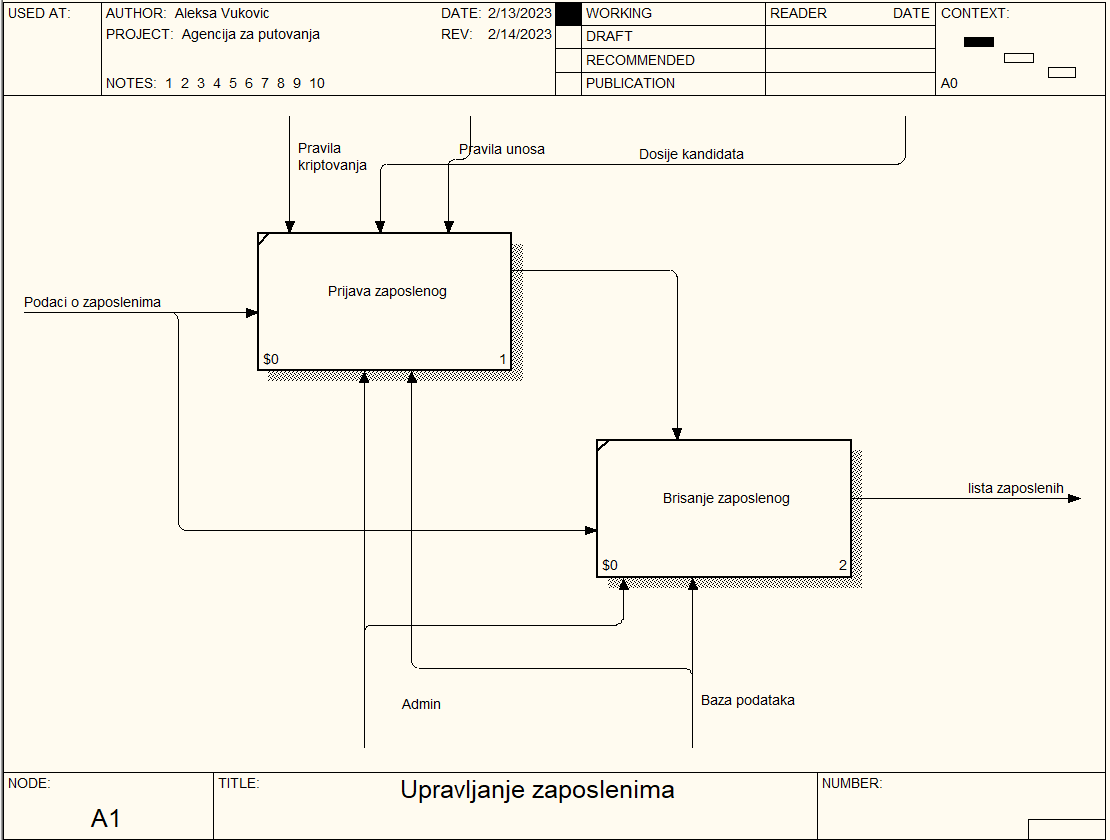 USED AT:
AUTHOR: Aleksa Vukovic
DATE: 2/13/2023
PROJECT: Agencija za putovanja
REV: 2/14/2023
NOTES: 1 2 3 4 5 6 7 8 9 10
WORKING
DRAFT
RECOMMENDED
PUBLICATION
READER DATE
CONTEXT:
A0
Pravila
kriptovanja
Pravila unosa
Dosije kandidata
Podaci o zaposlenima
Prijava zaposlenog
$0 1
Brisanje zaposlenog
$0 2
lista zaposlenih
Admin
Baza podataka
NODE:
A1
TITLE:
Upravljanje zaposlenima
NUMBER: